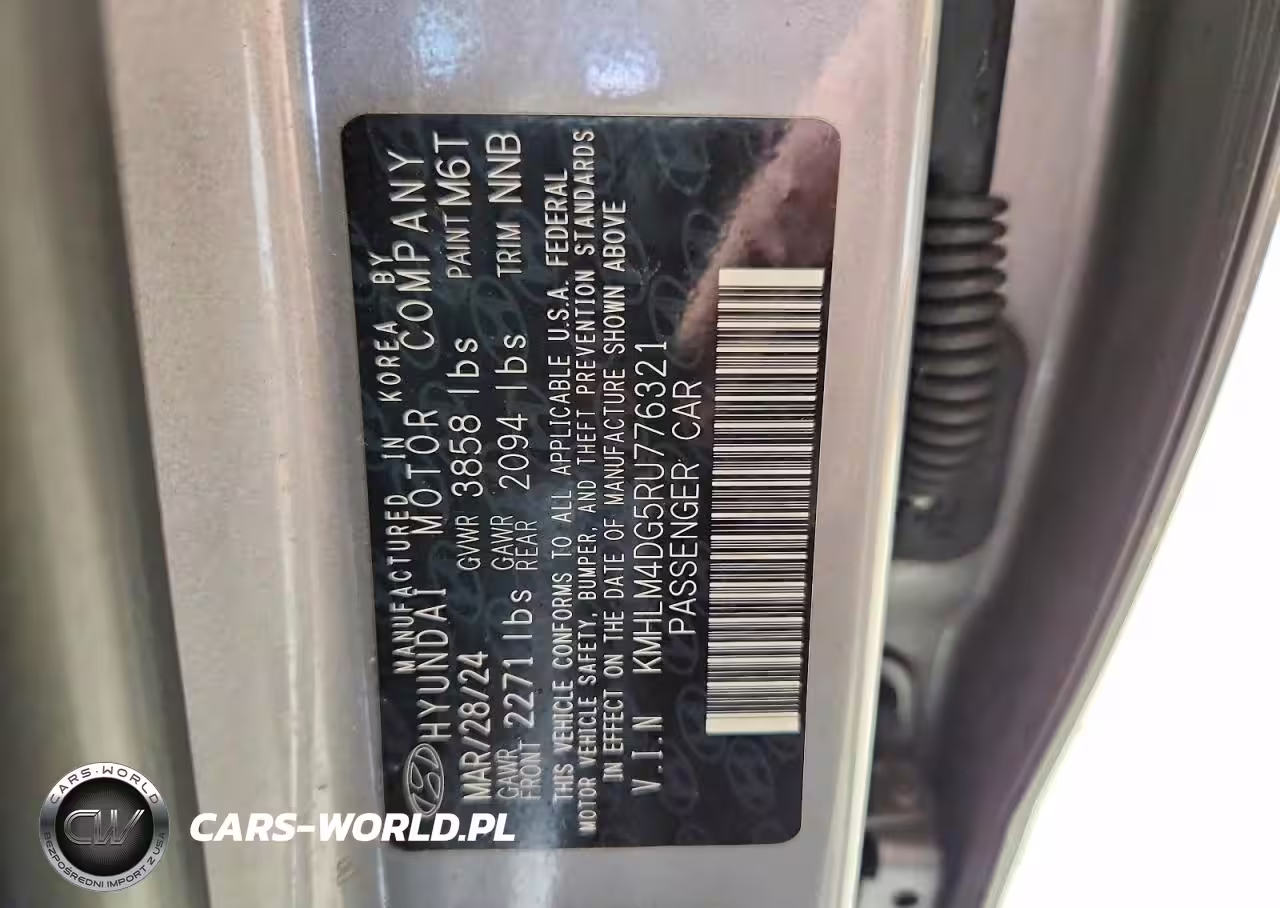 MANUFACTURED IN KOREA BY
HYUNDAI MOTOR COMPANY
MAR/28/24 GVWR 3858 lbs PAINT M6T
GAWR FRONT 2271 lbs GAWR REAR 2094 lbs TRIM NNB
THIS VEHICLE CONFORMS TO ALL APPLICABLE U.S.A. FEDERAL
MOTOR VEHICLE SAFETY, BUMPER, AND THEFT PREVENTION STANDARDS
IN EFFECT ON THE DATE OF MANUFACTURE SHOWN ABOVE
V.I.N KMHLM4DG5RU776321
PASSENGER CAR
CARS-WORLD
CW
BEZPOŚREDNI IMPORT Z USA
CARS-WORLD.PL